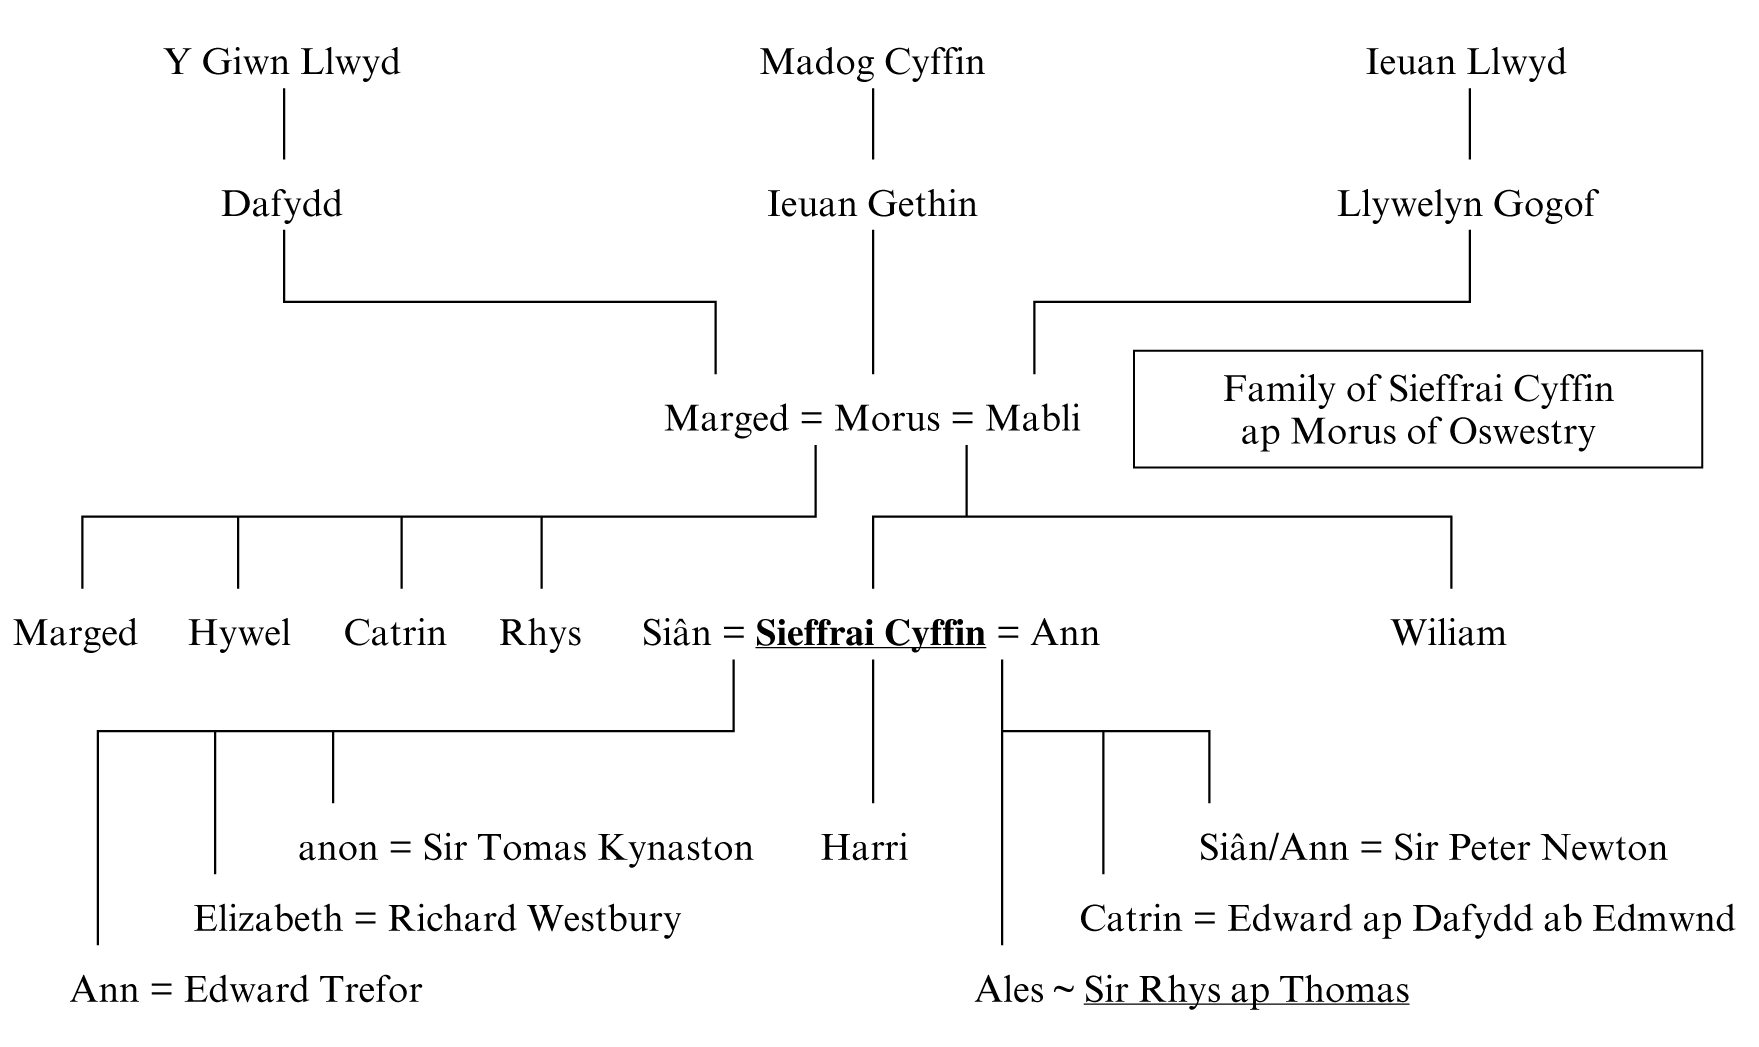 Y Giwn Llwyd
Madog Cyffin
Ieuan Llwyd
Dafydd
Ieuan Gethin
Llywelyn Gogof
Marged = Morus = Mabli
Family of Sieffrai Cyffin
ap Morus of Oswestry
Marged
Hywel
Catrin
Rhys
Siân = Sieffrai Cyffin = Ann
Wiliam
anon = Sir Tomas Kynaston
Harri
Siân/Ann = Sir Peter Newton
Elizabeth = Richard Westbury
Catrin = Edward ap Dafydd ab Edmwnd
Ann = Edward Trefor
Ales ~ Sir Rhys ap Thomas